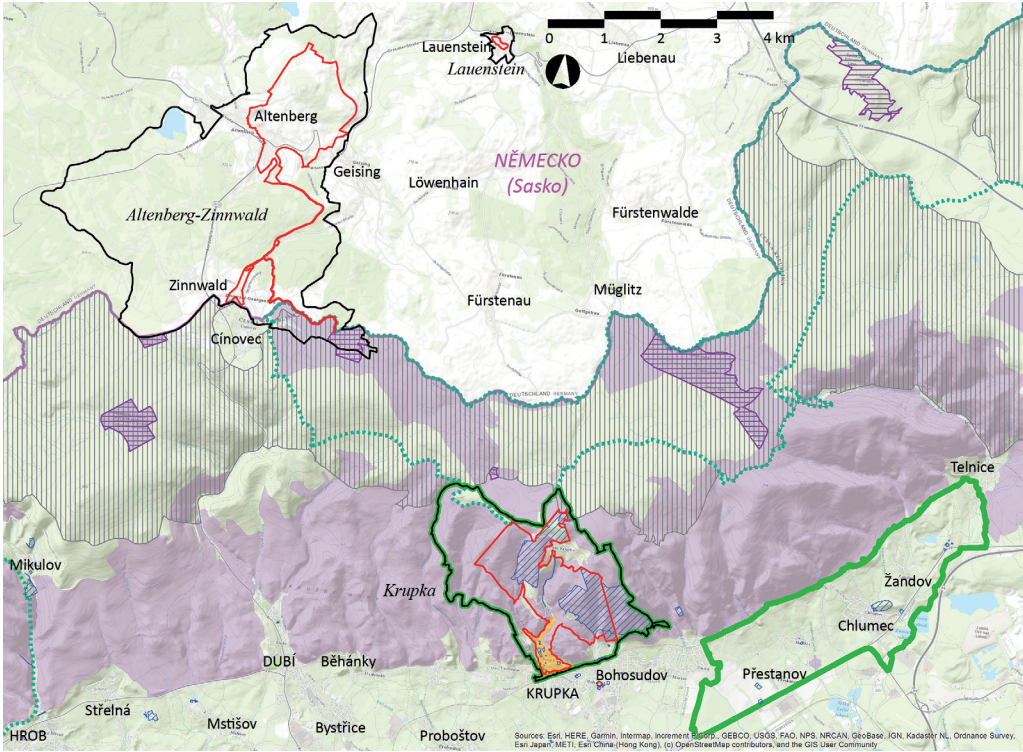 Lauenstein
Lauenstein
Liebenau
0 1 2 3 4 km
Altenberg
Geising
NĚMECKO
(Sasko)
Löwenhain
Altenberg-Zinnwald
Fürstenwalde
Zinnwald
Fürstenau
Müglitz
Cínovec
DEUTSCHLAND GERMANY
Telnice
Mikulov
Krupka
Žandov
Chlumec
DUBÍ
Běhánky
Bohosudov
Přestanov
KRUPKA
Střelná
Mstišov
Bystřice
Proboštov
HROB
Sources: Esri, HERE, Garmin, Intermap, increment P Corp., GEBCO, USGS, FAO, NPS, NRCAN, GeoBase, IGN, Kadaster NL, Ordnance Survey,
Esri Japan, METI, Esri China (Hong Kong), (c) OpenStreetMap contributors, and the GIS User Community